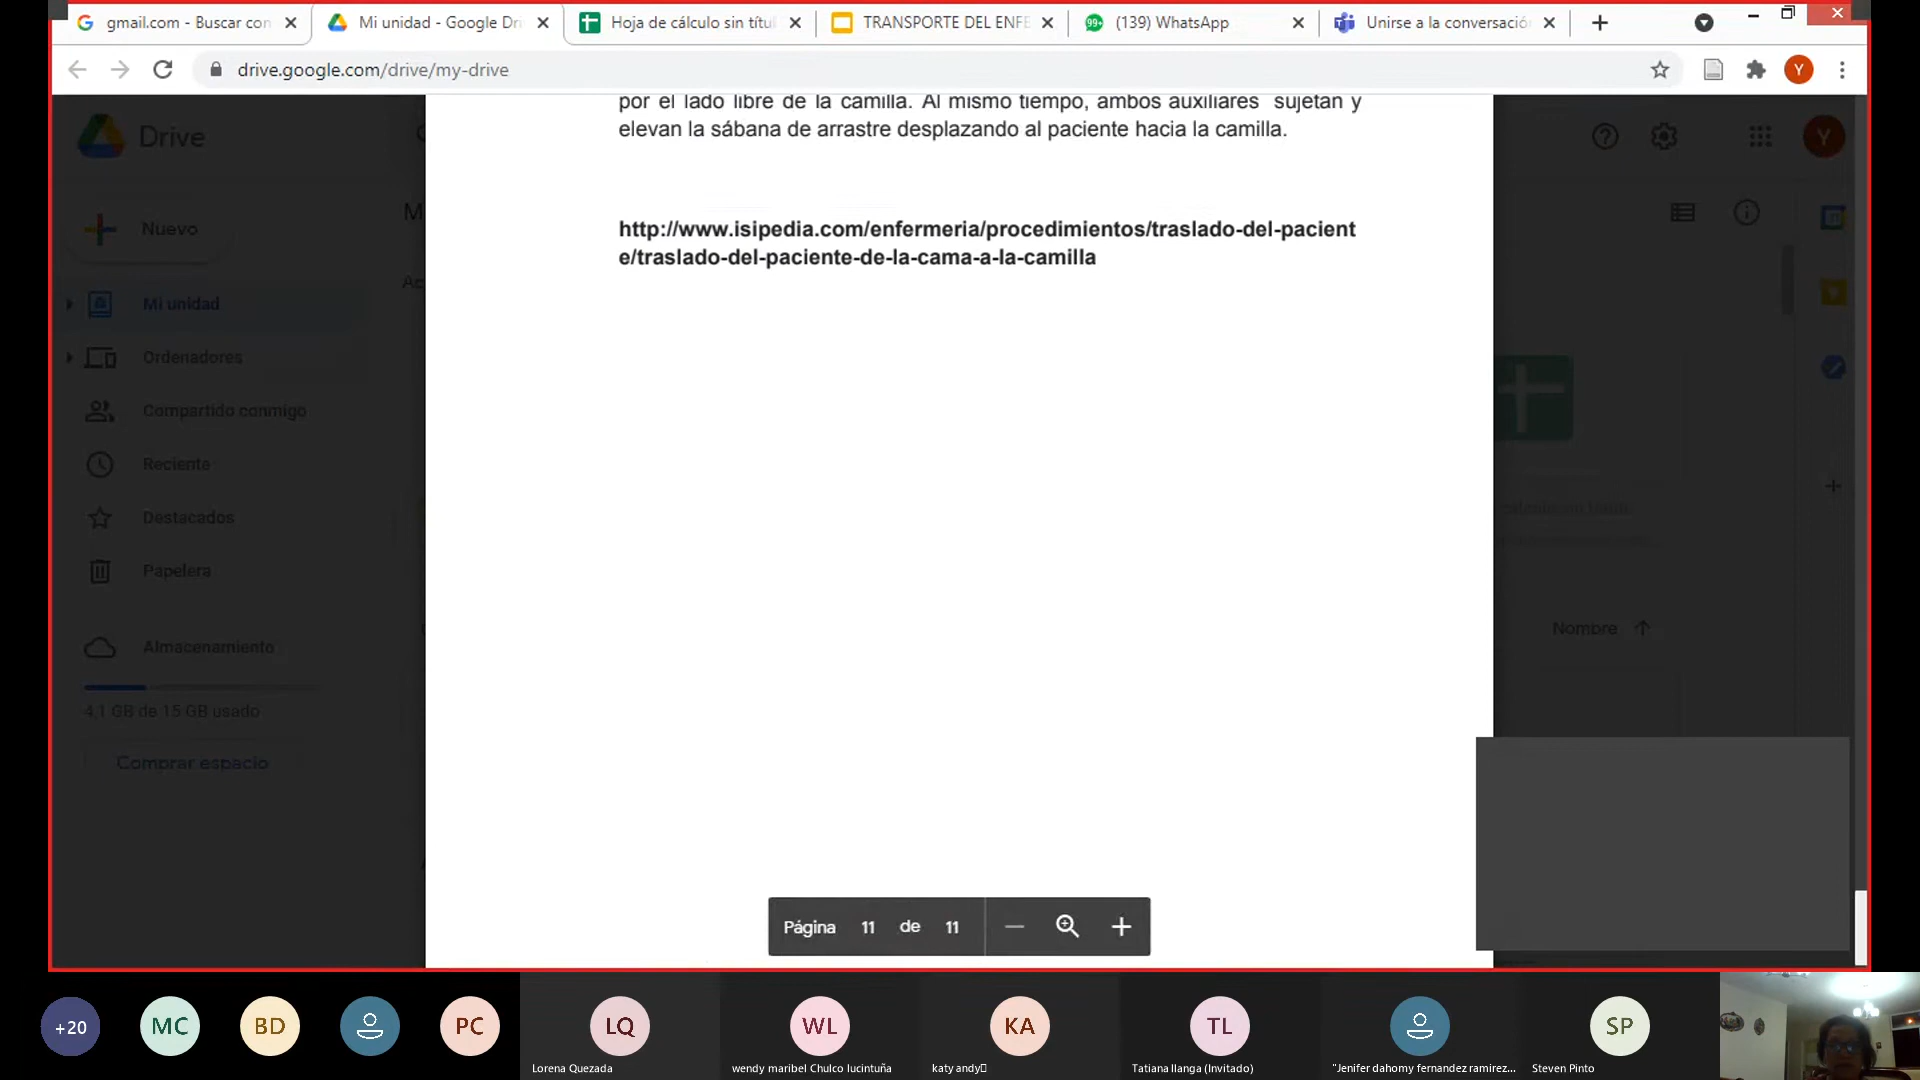 gmail.com - Buscar con
Mi unidad - Google Dri
Hoja de cálculo sin títul
TRANSPORTE DEL ENFE
99+
(139) WhatsApp
Unirse a la conversación
drive.google.com/drive/my-drive
Y
por el lado libre de la camilla. Al mismo tiempo, ambos auxiliares sujetan y
elevan la sábana de arrastre desplazando al paciente hacia la camilla.
Drive
Y
http://www.isipedia.com/enfermeria/procedimientos/traslado-del-pacient
e/traslado-del-paciente-de-la-cama-a-la-camilla
Nuevo
Mi unidad
Ordenadores
Compartido conmigo
Reciente
Destacados
Papelera
Almacenamiento
4,1 GB de 15 GB usado
Comprar espacio
Nombre
Página 11 de 11
+20
MC
BD
PC
LQ
WL
KA
TL
SP
Lorena Quezada
wendy maribel Chulco lucintuña
katy andy
Tatiana llanga (Invitado)
"Jenifer dahomy fernandez ramirez...
Steven Pinto